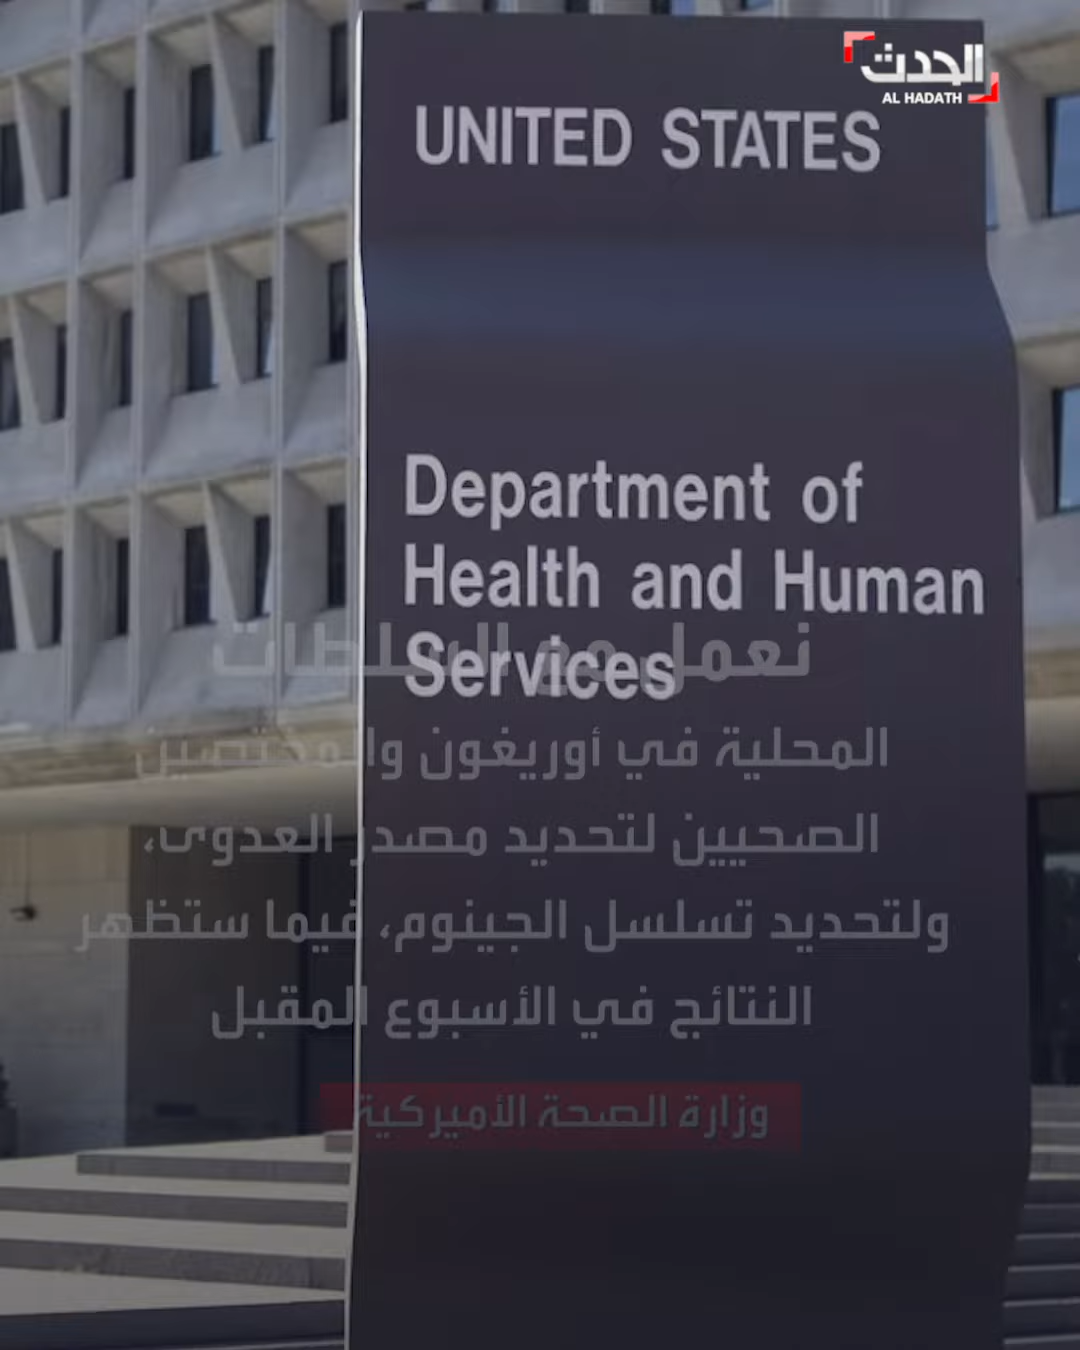 الحدث
AL HADATH
UNITED STATES
Department of
Health and Human
Services
نعمل مع السلطات
المحلية في أوريغون والمختصين
الصحيين لتحديد مصدر العدوى،
ولتحديد تسلسل الجينوم، فيما ستظهر
النتائج في الأسبوع المقبل
وزارة الصحة الأميركية